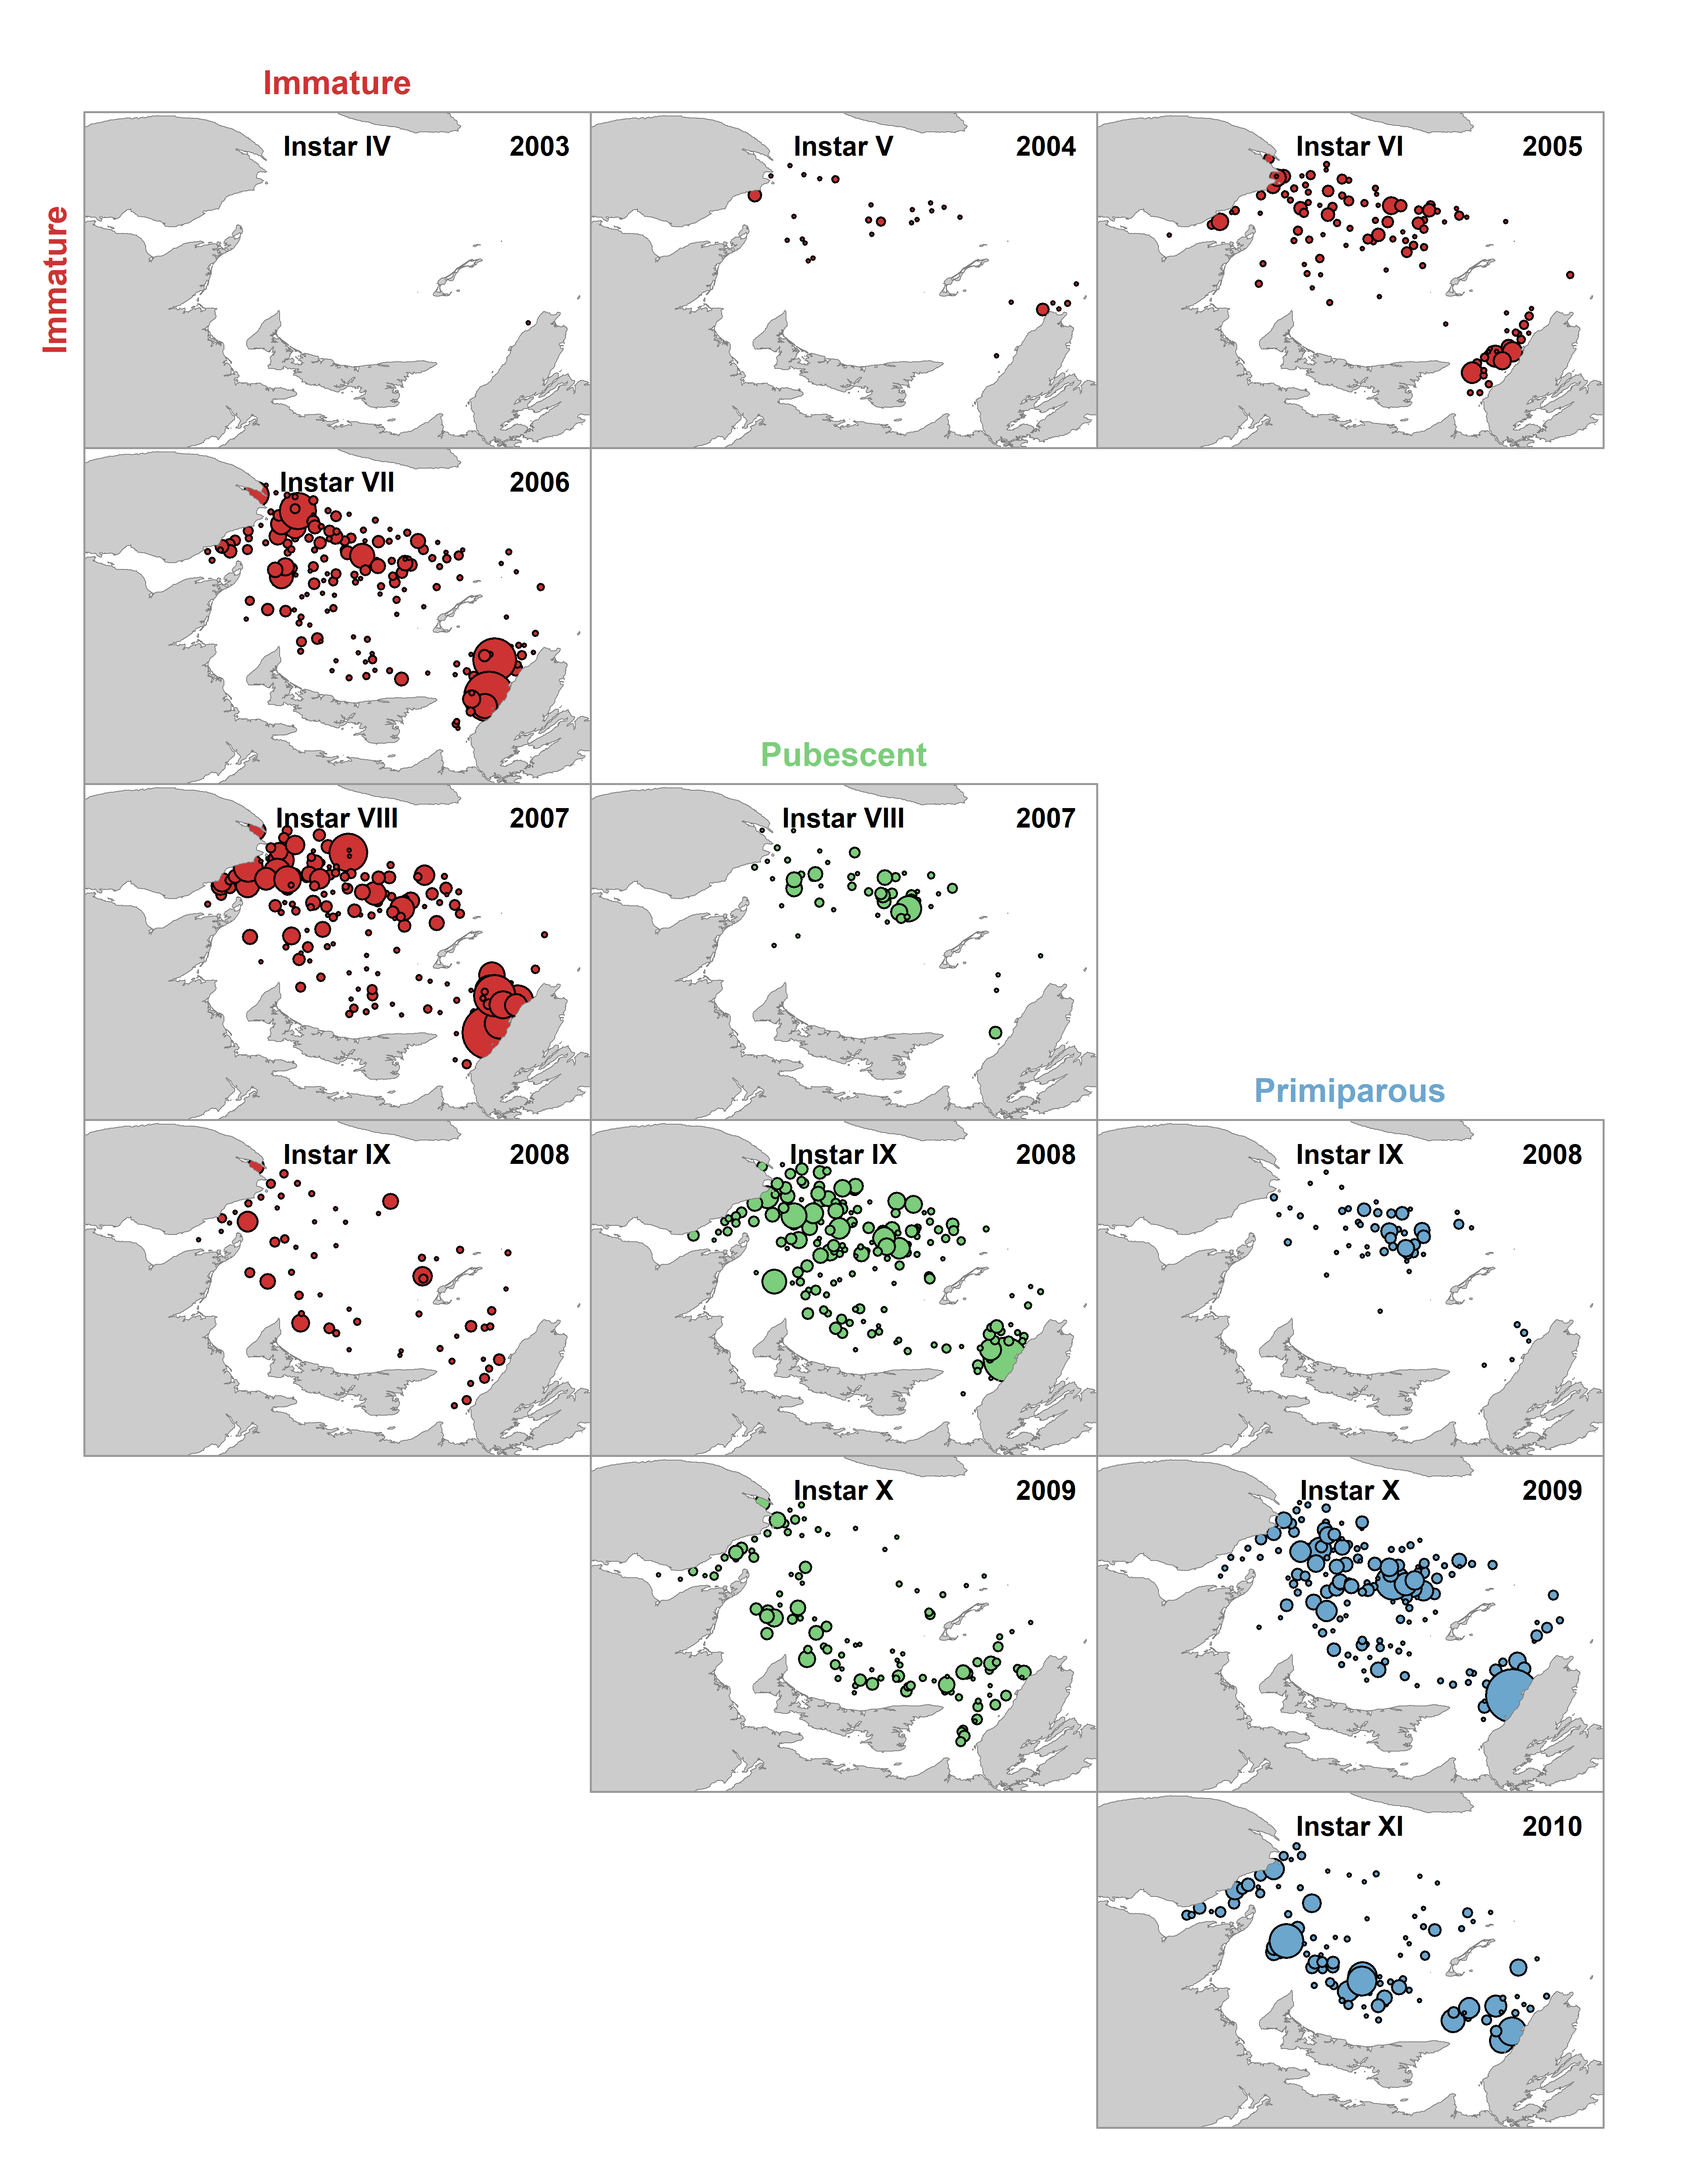 Immature
Immature
Instar IV 2003
Instar V 2004
Instar VI 2005
Instar VII 2006
Pubescent
Instar VIII 2007
Instar VIII 2007
Primiparous
Instar IX 2008
Instar IX 2008
Instar IX 2008
Instar X 2009
Instar X 2009
Instar XI 2010